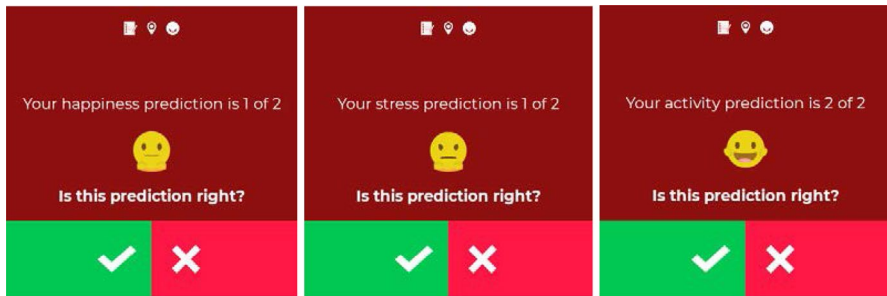 Your happiness prediction is 1 of 2
Is this prediction right?
Your stress prediction is 1 of 2
Is this prediction right?
Your activity prediction is 2 of 2
Is this prediction right?